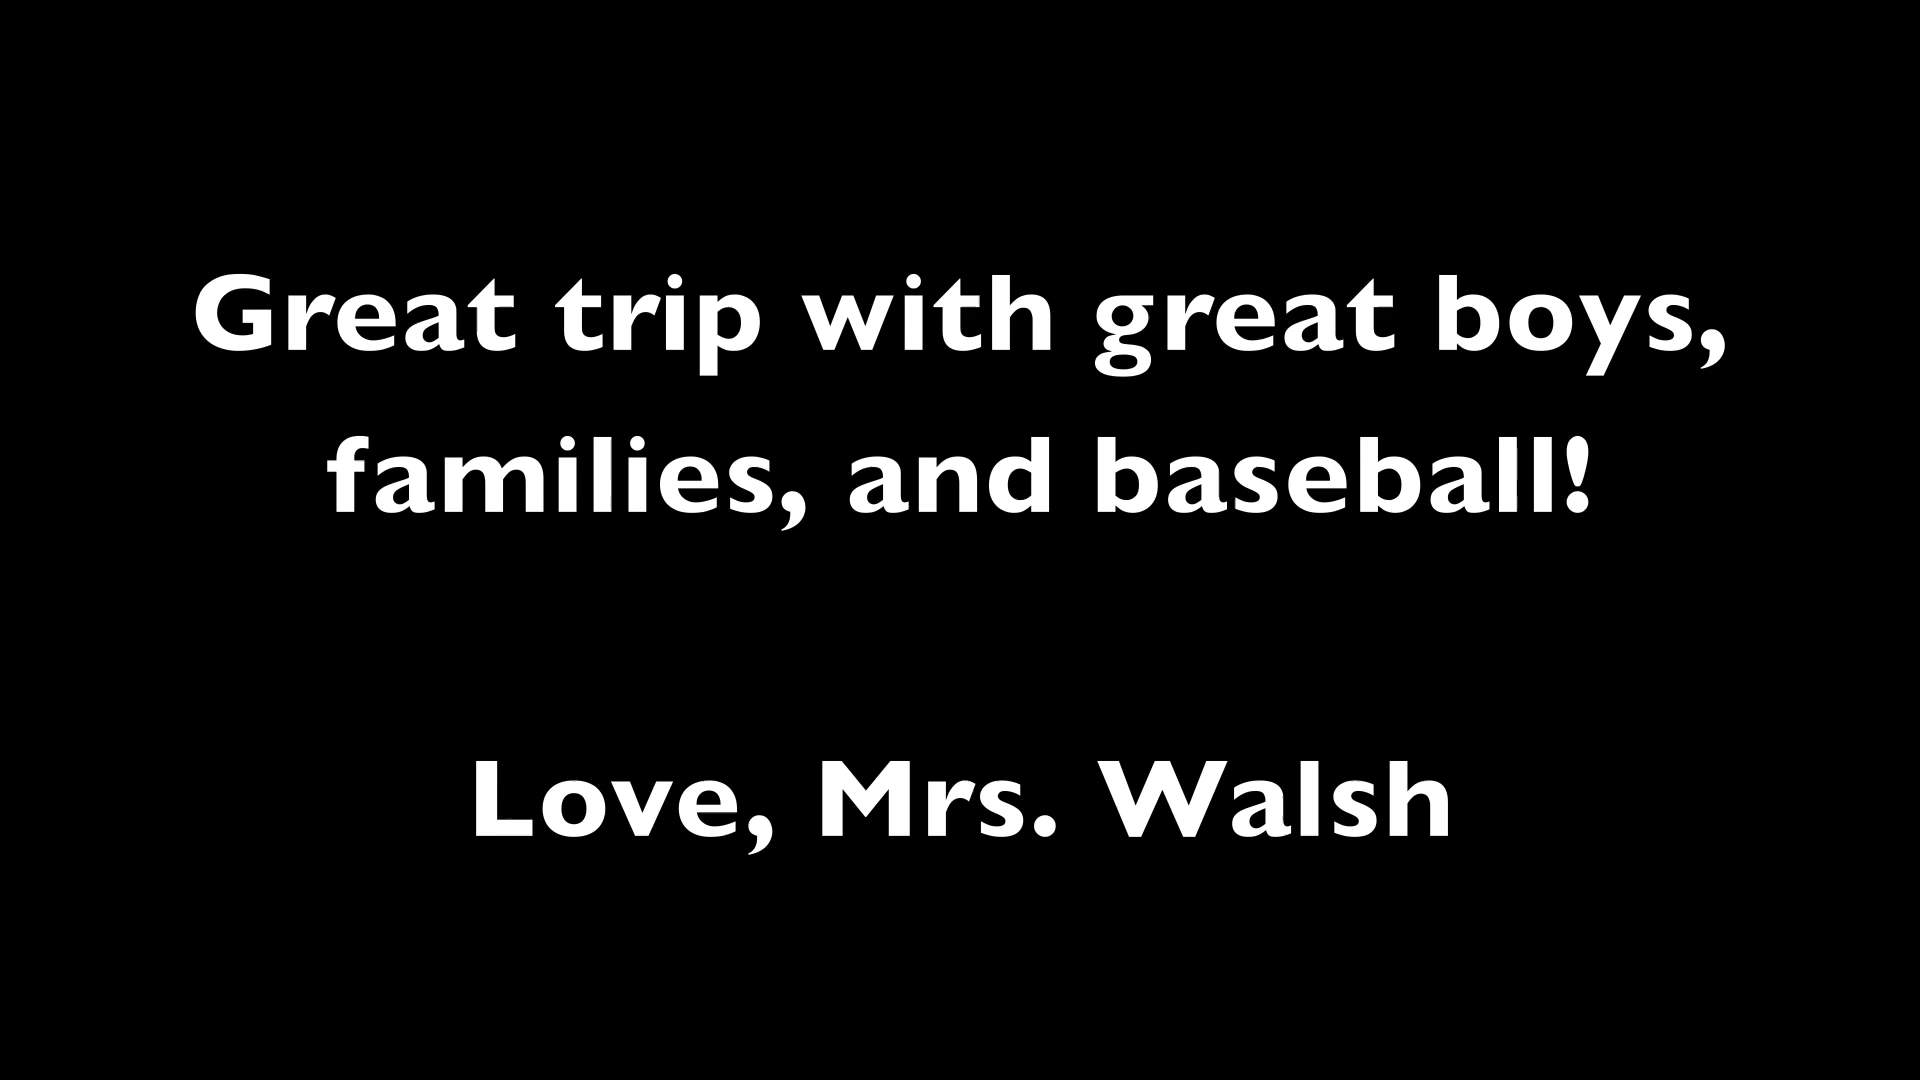 Great trip with great boys,
families, and baseball!
Love, Mrs. Walsh